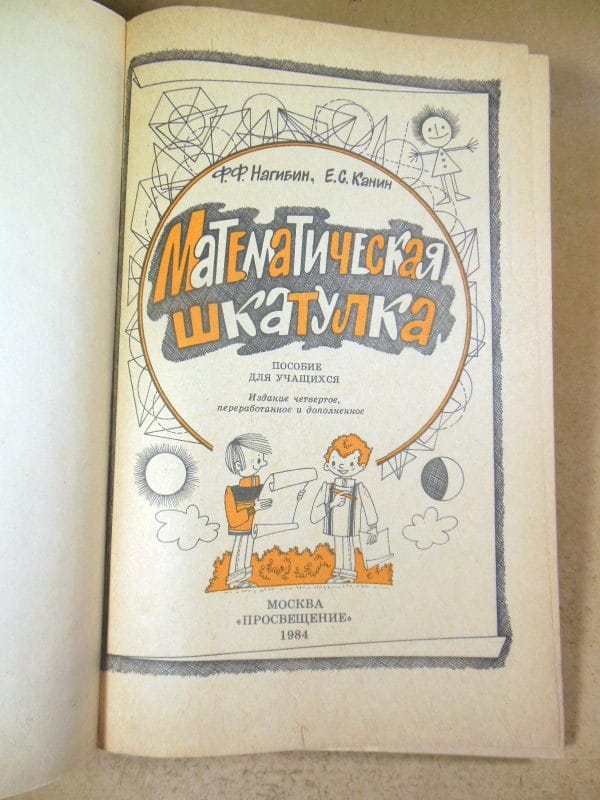 Ф.Ф. Нагибин, Е.С. Канин
Математическая
шкатулка
ПОСОБИЕ
ДЛЯ УЧАЩИХСЯ
Издание четвертое,
переработанное и дополненное
МОСКВА
«ПРОСВЕЩЕНИЕ»
1984